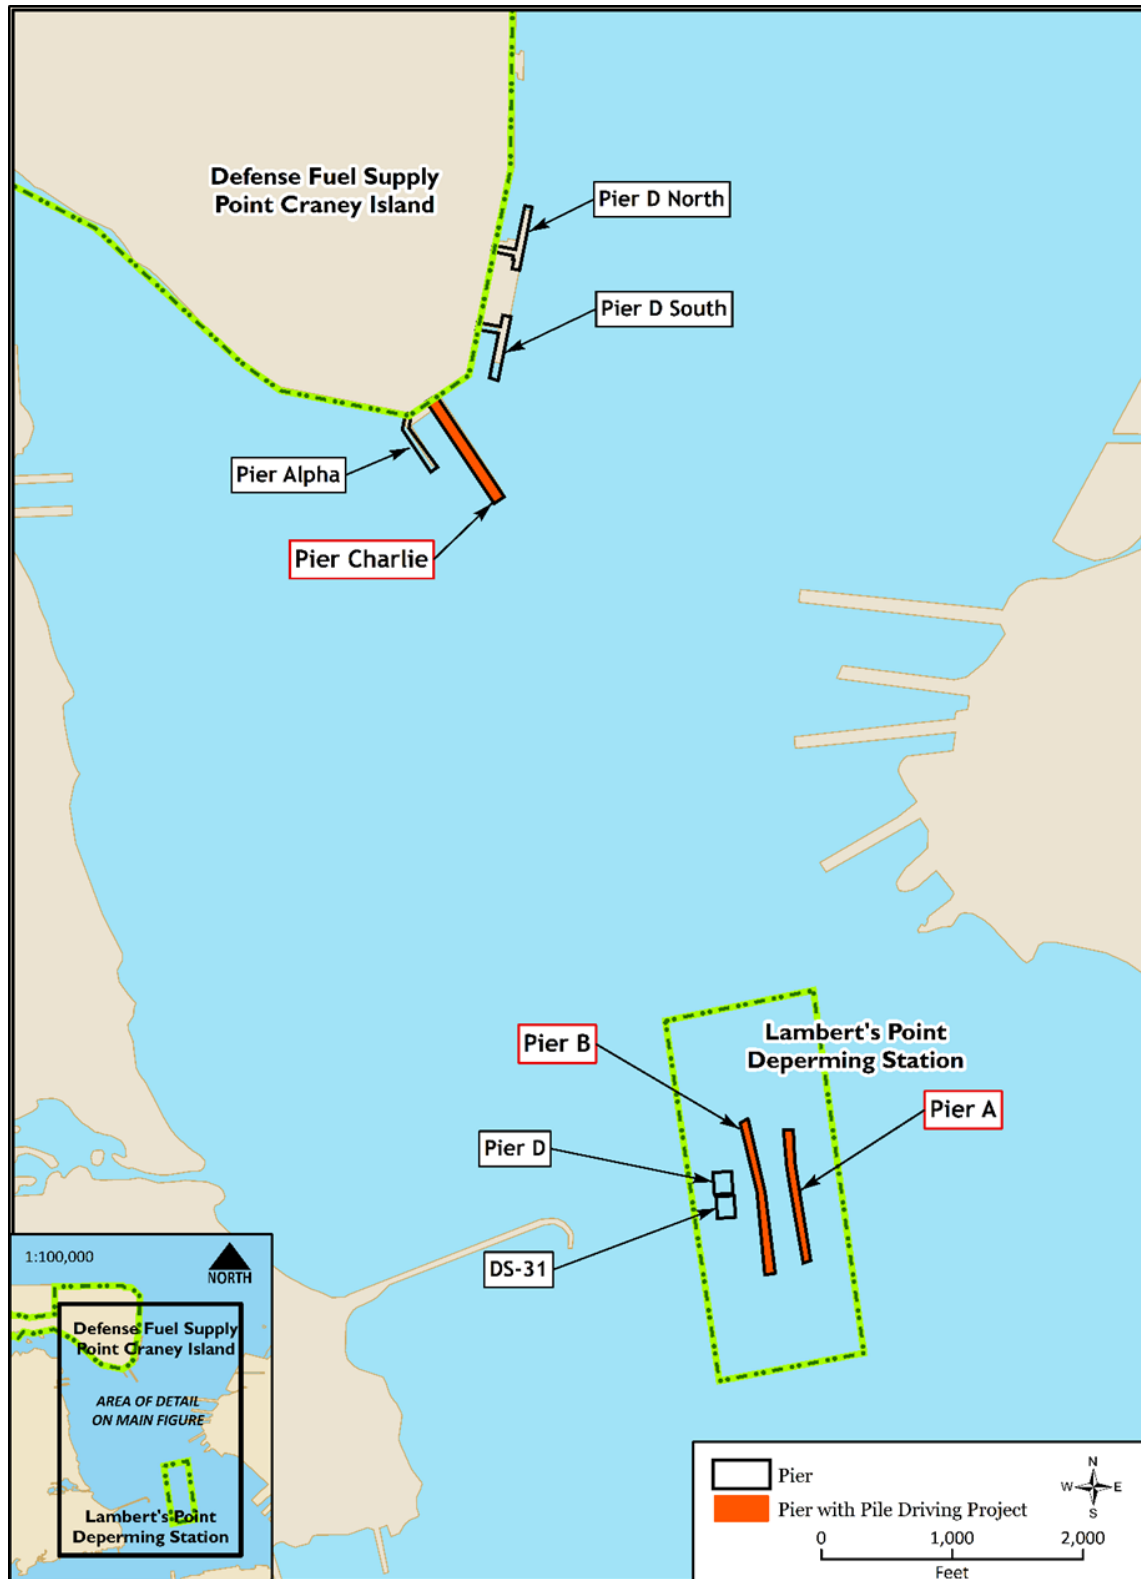 Defense Fuel Supply
Point Craney Island
Pier D North
Pier D South
Pier Alpha
Pier Charlie
Lambert's Point
Deperming Station
Pier B
Pier A
Pier D
DS-31
1:100,000
NORTH
Defense Fuel Supply
Point Craney Island
AREA OF DETAIL
ON MAIN FIGURE
Lambert's Point
Deperming Station
Pier
Pier with Pile Driving Project
N
W E
S
0 1,000 2,000
Feet